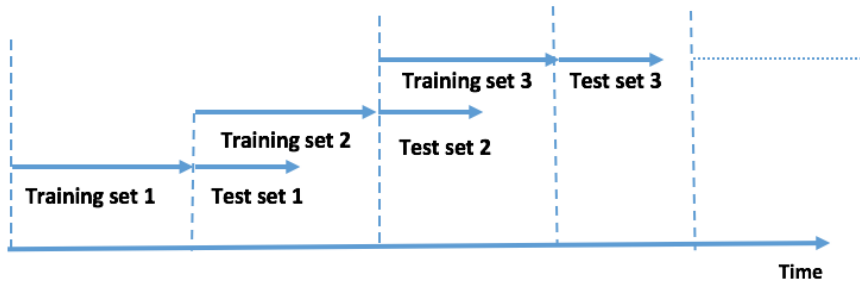 Training set 3
Test set 3
Training set 2
Test set 2
Training set 1
Test set 1
Time